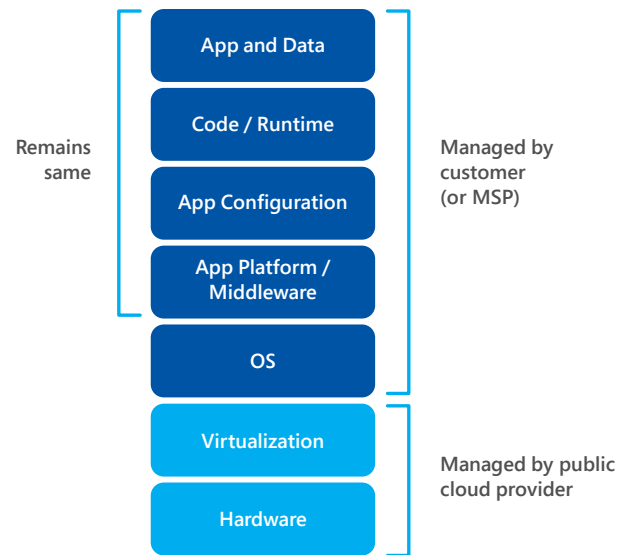 App and Data
Code / Runtime
Remains
same
Managed by
customer
(or MSP)
App Configuration
App Platform /
Middleware
OS
Virtualization
Managed by public
cloud provider
Hardware